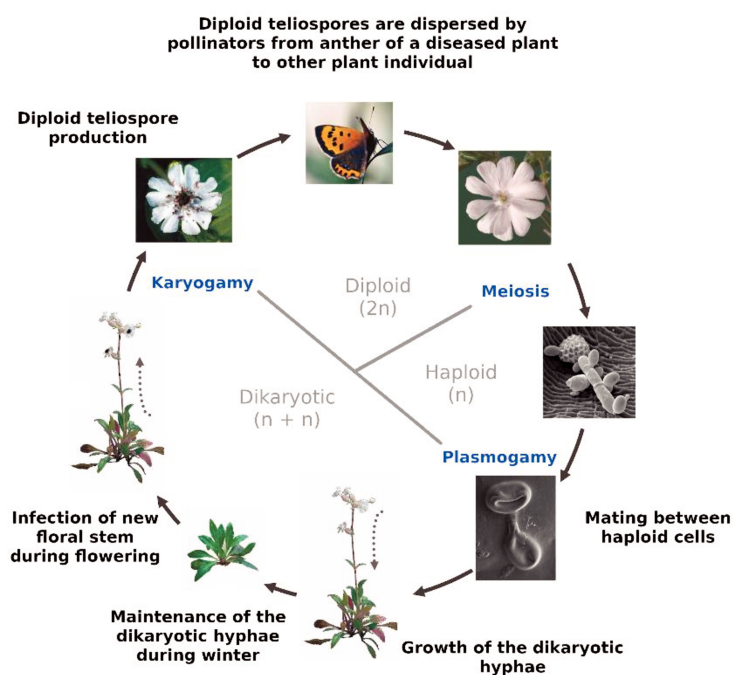 Diploid teliospores are dispersed by
pollinators from anther of a diseased plant
to other plant individual
Diploid teliospore
production
Karyogamy
Diploid
(2n)
Meiosis
Haploid
(n)
Dikaryotic
(n + n)
Plasmogamy
Mating between
haploid cells
Infection of new
floral stem
during flowering
Maintenance of the
dikaryotic hyphae
during winter
Growth of the dikaryotic
hyphae